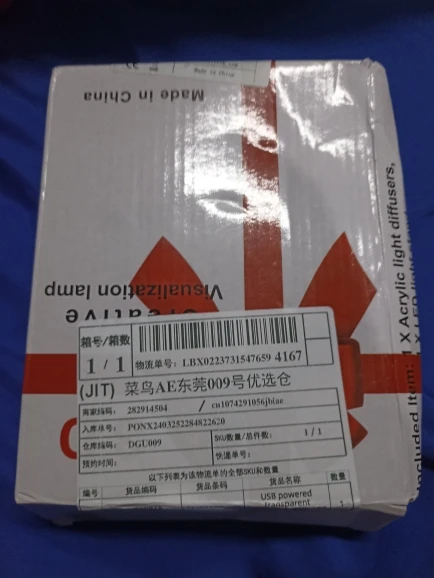 Made in China
Made in China
Visualization lamp
Creative
1 X Acrylic light diffusers,
Included Item:
箱号/箱数
1 / 1
物流单号: LBX0223731547659 4167
(JIT) 菜鸟AE东莞009号优选仓
商家编码: 282914504 / cn1074291056jblae
入库单号: PONX2403252284822620
仓库编码: DGU009
SKU数量/总件数: 1 / 1
预约时间:
快递单号:
以下列表为该物流单的全部SKU和数量
编号 货品编码 货品条码 货品名称 数量
USB powered
transparent
1